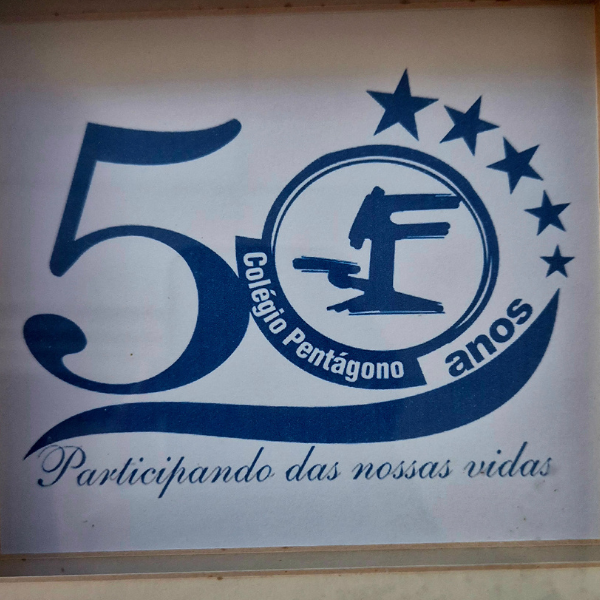 50
Colégio Pentágono
anos
Participando das nossas vidas